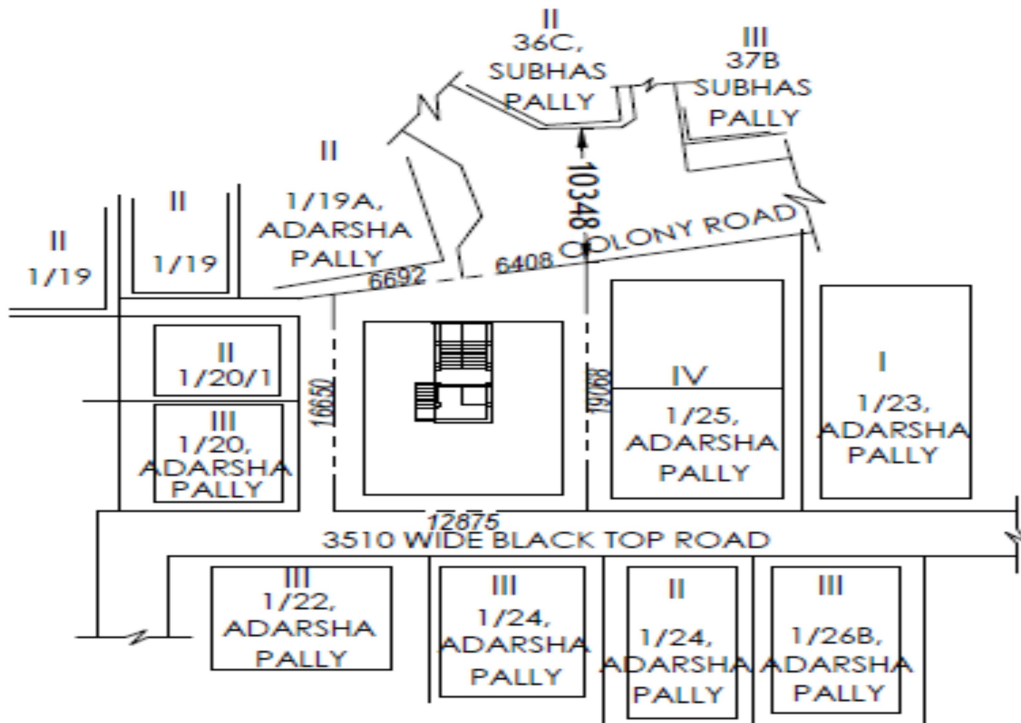 II
36C,
SUBHAS
PALLY
III
37B
SUBHAS
PALLY
II
1/19A,
ADARSHA
PALLY
II
1/19
II
1/19
10348
COLONY ROAD
6692
6408
II
1/20/1
III
1/20,
ADARSHA
PALLY
16650
19068
IV
1/25,
ADARSHA
PALLY
I
1/23,
ADARSHA
PALLY
12875
3510 WIDE BLACK TOP ROAD
III
1/22,
ADARSHA
PALLY
III
1/24,
ADARSHA
PALLY
II
1/24,
ADARSHA
PALLY
III
1/26B,
ADARSHA
PALLY